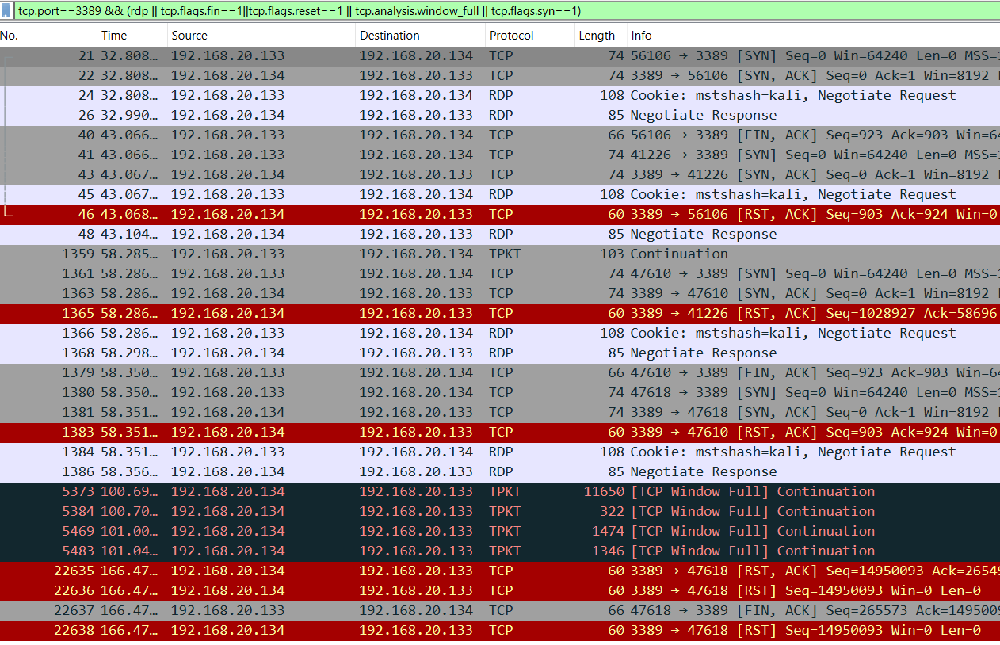 tcp.port==3389 && (rdp || tcp.flags.fin==1||tcp.flags.reset==1 || tcp.analysis.window_full || tcp.flags.syn==1)
No. Time Source Destination Protocol Length Info
21 32.808… 192.168.20.133 192.168.20.134 TCP 74 56106 → 3389 [SYN] Seq=0 Win=64240 Len=0 MSS=1
22 32.808… 192.168.20.134 192.168.20.133 TCP 74 3389 → 56106 [SYN, ACK] Seq=0 Ack=1 Win=8192
24 32.808… 192.168.20.133 192.168.20.134 RDP 108 Cookie: mstshash=kali, Negotiate Request
26 32.990… 192.168.20.134 192.168.20.133 RDP 85 Negotiate Response
40 43.066… 192.168.20.133 192.168.20.134 TCP 66 56106 → 3389 [FIN, ACK] Seq=923 Ack=903 Win=64
41 43.066… 192.168.20.133 192.168.20.134 TCP 74 41226 → 3389 [SYN] Seq=0 Win=64240 Len=0 MSS=1
43 43.067… 192.168.20.134 192.168.20.133 TCP 74 3389 → 41226 [SYN, ACK] Seq=0 Ack=1 Win=8192
45 43.067… 192.168.20.133 192.168.20.134 RDP 108 Cookie: mstshash=kali, Negotiate Request
46 43.068… 192.168.20.134 192.168.20.133 TCP 60 3389 → 56106 [RST, ACK] Seq=903 Ack=924 Win=0
48 43.104… 192.168.20.134 192.168.20.133 RDP 85 Negotiate Response
1359 58.285… 192.168.20.133 192.168.20.134 TPKT 103 Continuation
1361 58.286… 192.168.20.133 192.168.20.134 TCP 74 47610 → 3389 [SYN] Seq=0 Win=64240 Len=0 MSS=1
1363 58.286… 192.168.20.134 192.168.20.133 TCP 74 3389 → 47610 [SYN, ACK] Seq=0 Ack=1 Win=8192
1365 58.286… 192.168.20.134 192.168.20.133 TCP 60 3389 → 41226 [RST, ACK] Seq=1028927 Ack=58696
1366 58.286… 192.168.20.133 192.168.20.134 RDP 108 Cookie: mstshash=kali, Negotiate Request
1368 58.298… 192.168.20.134 192.168.20.133 RDP 85 Negotiate Response
1379 58.350… 192.168.20.133 192.168.20.134 TCP 66 47610 → 3389 [FIN, ACK] Seq=923 Ack=903 Win=64
1380 58.350… 192.168.20.133 192.168.20.134 TCP 74 47618 → 3389 [SYN] Seq=0 Win=64240 Len=0 MSS=1
1381 58.351… 192.168.20.134 192.168.20.133 TCP 74 3389 → 47618 [SYN, ACK] Seq=0 Ack=1 Win=8192
1383 58.351… 192.168.20.134 192.168.20.133 TCP 60 3389 → 47610 [RST, ACK] Seq=903 Ack=924 Win=0
1384 58.351… 192.168.20.133 192.168.20.134 RDP 108 Cookie: mstshash=kali, Negotiate Request
1386 58.356… 192.168.20.134 192.168.20.133 RDP 85 Negotiate Response
5373 100.69… 192.168.20.134 192.168.20.133 TPKT 11650 [TCP Window Full] Continuation
5384 100.70… 192.168.20.134 192.168.20.133 TPKT 322 [TCP Window Full] Continuation
5469 101.00… 192.168.20.134 192.168.20.133 TPKT 1474 [TCP Window Full] Continuation
5483 101.04… 192.168.20.134 192.168.20.133 TPKT 1346 [TCP Window Full] Continuation
22635 166.47… 192.168.20.134 192.168.20.133 TCP 60 3389 → 47618 [RST, ACK] Seq=14950093 Ack=26549
22636 166.47… 192.168.20.134 192.168.20.133 TCP 60 3389 → 47618 [RST] Seq=14950093 Win=0 Len=0
22637 166.47… 192.168.20.133 192.168.20.134 TCP 66 47618 → 3389 [FIN, ACK] Seq=265573 Ack=1495009
22638 166.47… 192.168.20.134 192.168.20.133 TCP 60 3389 → 47618 [RST] Seq=14950093 Win=0 Len=0